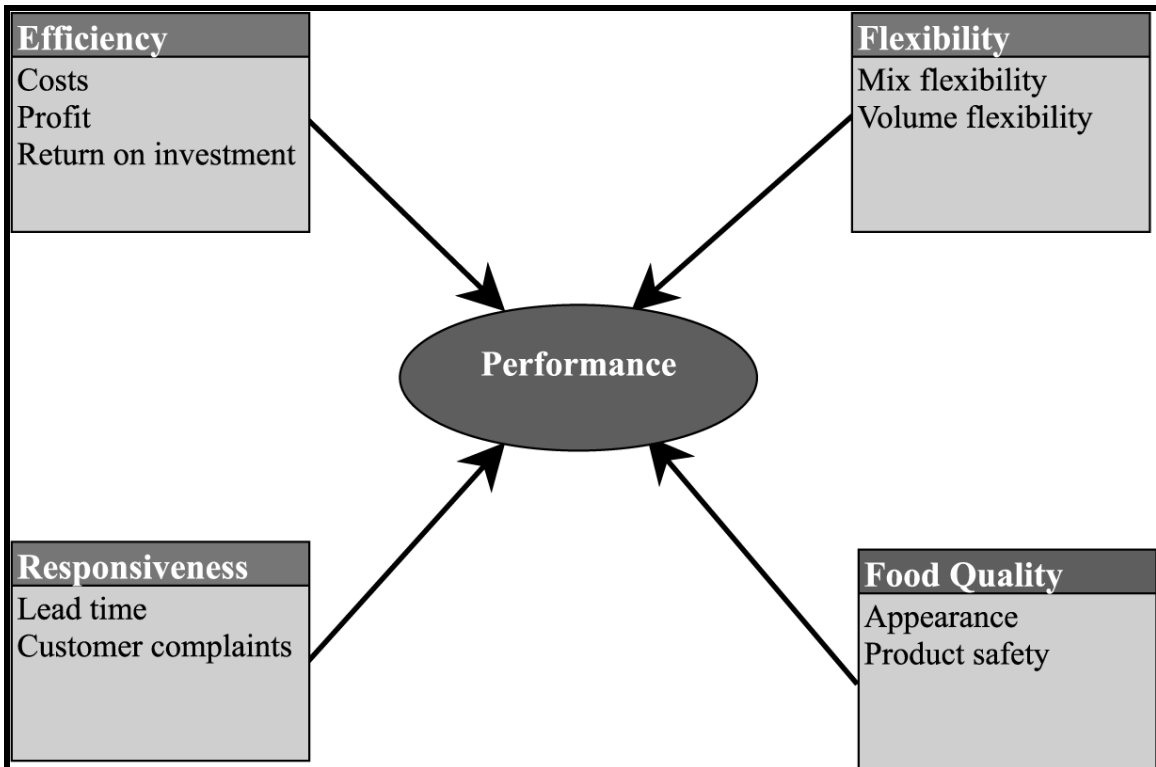 Efficiency
Costs
Profit
Return on investment
Flexibility
Mix flexibility
Volume flexibility
Performance
Responsiveness
Lead time
Customer complaints
Food Quality
Appearance
Product safety